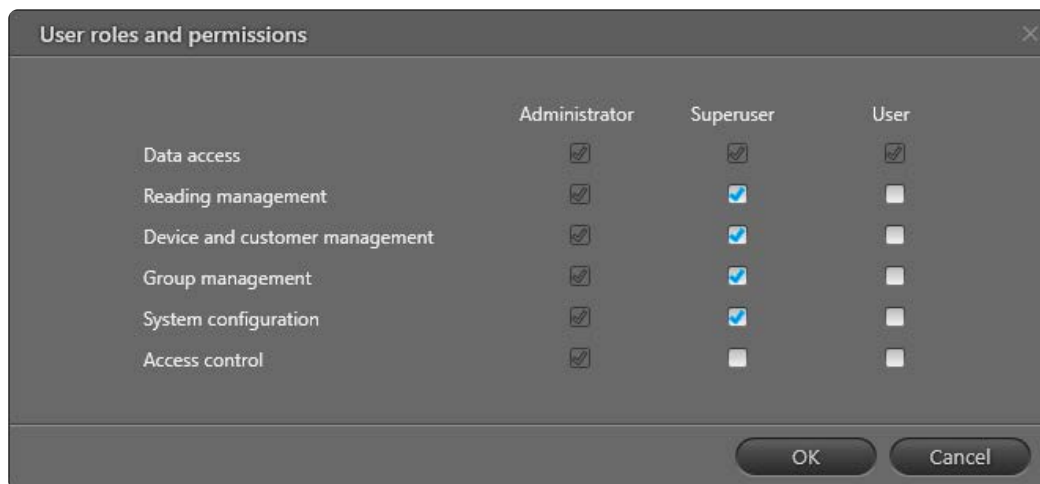 User roles and permissions
Administrator Superuser User
Data access
Reading management
Device and customer management
Group management
System configuration
Access control
OK Cancel